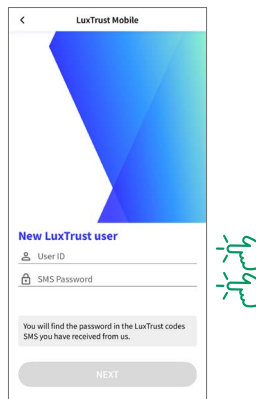 LuxTrust Mobile
New LuxTrust user
User ID
SMS Password
You will find the password in the LuxTrust codes
SMS you have received from us.
NEXT